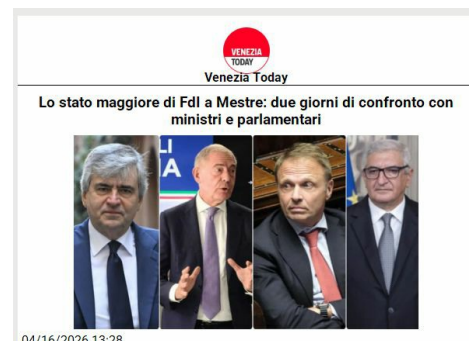 VENEZIA
TODAY
Venezia Today
Lo stato maggiore di FdI a Mestre: due giorni di confronto con
ministri e parlamentari
LI
A
04/16/2026 13:28